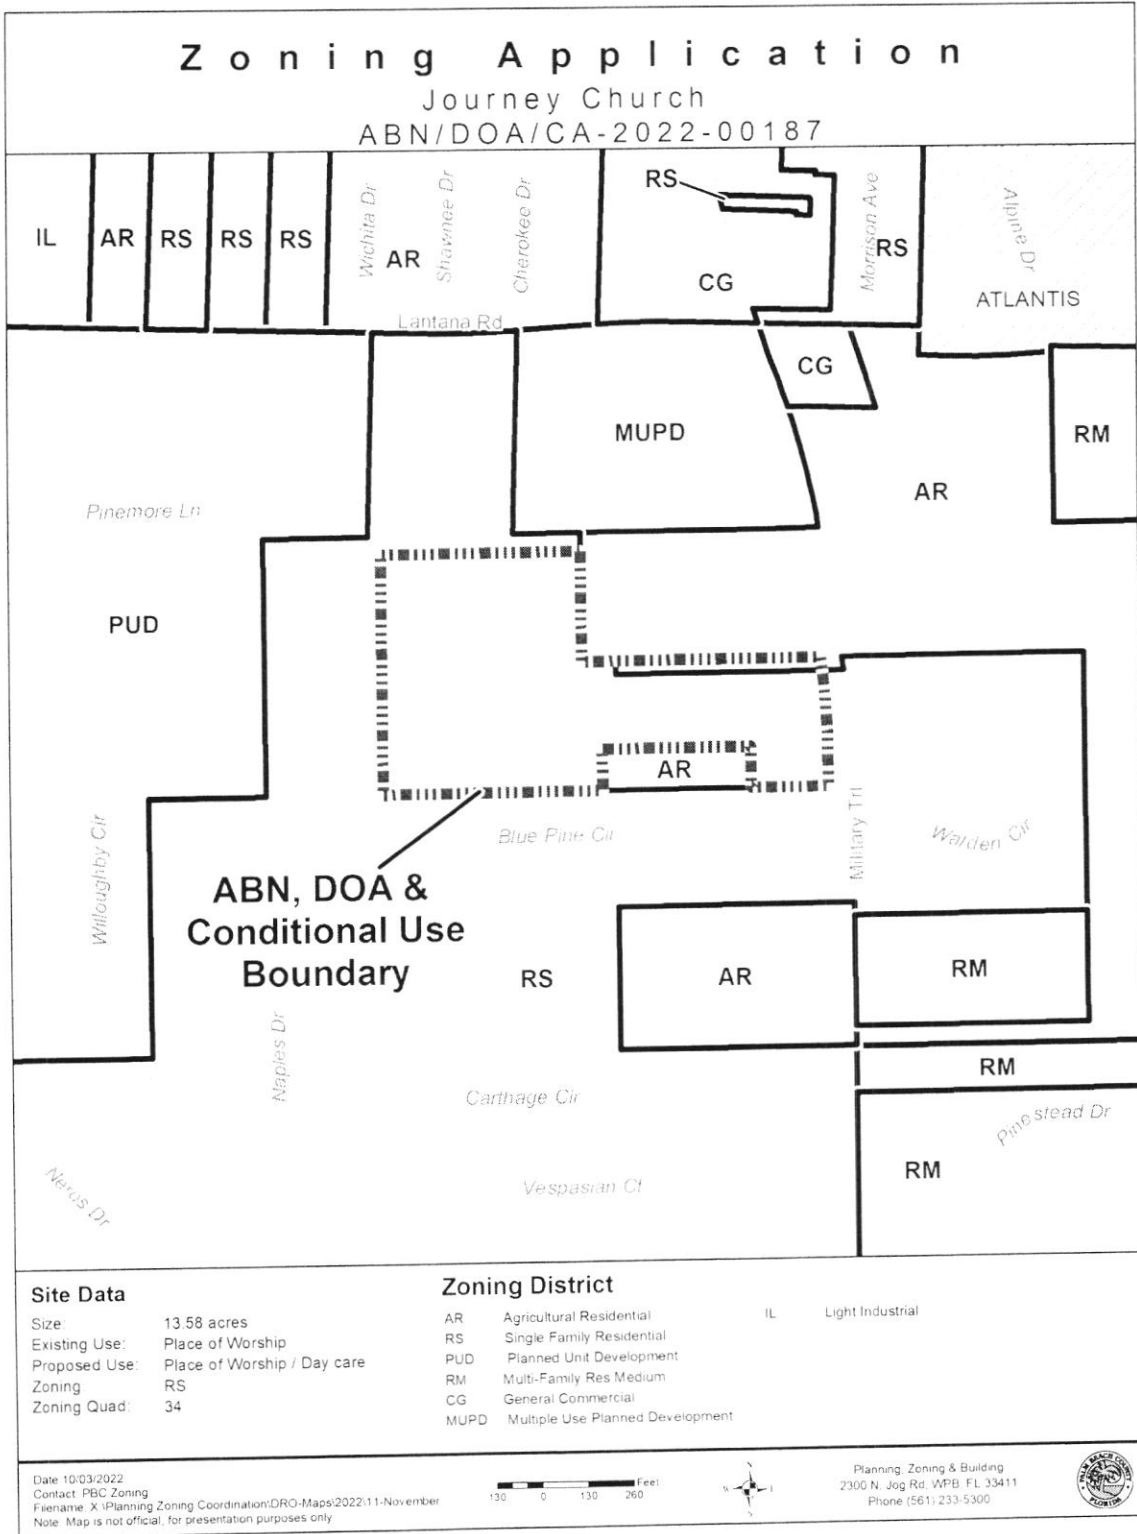 Zoning Application
Journey Church
ABN/DOA/CA-2022-00187
IL
AR
RS
RS
RS
Wichita Dr
AR
Shawnee Dr
Cherokee Dr
RS
CG
Morrison Ave
RS
Alpine Dr
ATLANTIS
Lantana Rd
CG
MUPD
RM
AR
Pinemore Ln
PUD
AR
Blue Pine Cir
Military Trl
Walden Cir
Willoughby Cir
ABN, DOA &
Conditional Use
Boundary
RS
AR
RM
Naples Dr
RM
Carthage Cir
Pinestead Dr
RM
Nerus Dr
Vespasian Ct
Site Data
Size: 13.58 acres
Existing Use: Place of Worship
Proposed Use: Place of Worship / Day care
Zoning RS
Zoning Quad: 34
Zoning District
AR Agricultural Residential
RS Single Family Residential
PUD Planned Unit Development
RM Multi-Family Res Medium
CG General Commercial
MUPD Multiple Use Planned Development
IL Light Industrial
Date 10/03/2022
Contact: PBC Zoning
Filename: X:\Planning Zoning Coordination\DRO-Maps\2022\11-November
Note: Map is not official, for presentation purposes only
Feet
130 0 130 260
Planning, Zoning & Building
2300 N. Jog Rd, WPB, FL 33411
Phone (561) 233-5300
PALM BEACH COUNTY
FLORIDA